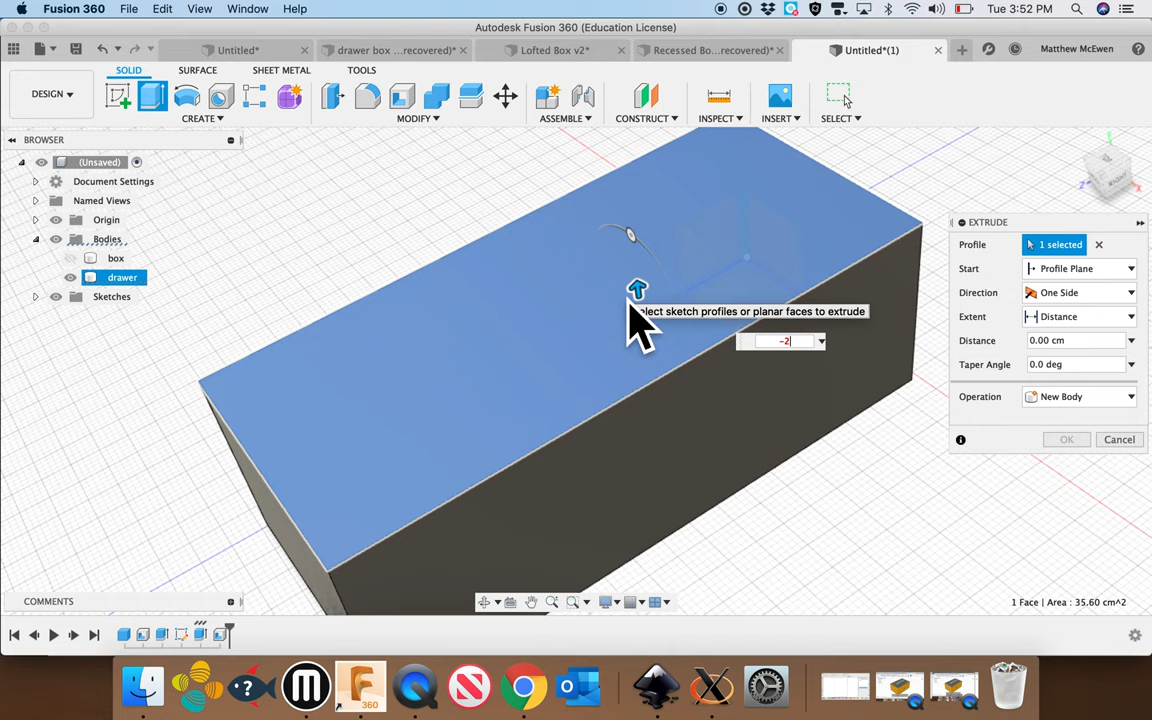 Fusion 360 File Edit View Window Help Tue 3:52 PM
Autodesk Fusion 360 (Education License)
Untitled* drawer box ...recovered)* Lofted Box v2* Recessed Bo...recovered)* Untitled*(1) Matthew McEwen
SOLID SURFACE SHEET METAL TOOLS
DESIGN
CREATE MODIFY ASSEMBLE CONSTRUCT INSPECT INSERT SELECT
BROWSER
(Unsaved)
Document Settings
Named Views
Origin
Bodies
box
drawer
Sketches
RIGHT
Z
X
Y
EXTRUDE
Profile 1 selected
Start Profile Plane
Direction One Side
Extent Distance
Distance 0.00 cm
Taper Angle 0.0 deg
Operation New Body
OK Cancel
elect sketch profiles or planar faces to extrude
-2
COMMENTS
1 Face | Area : 35.60 cm^2
F
360